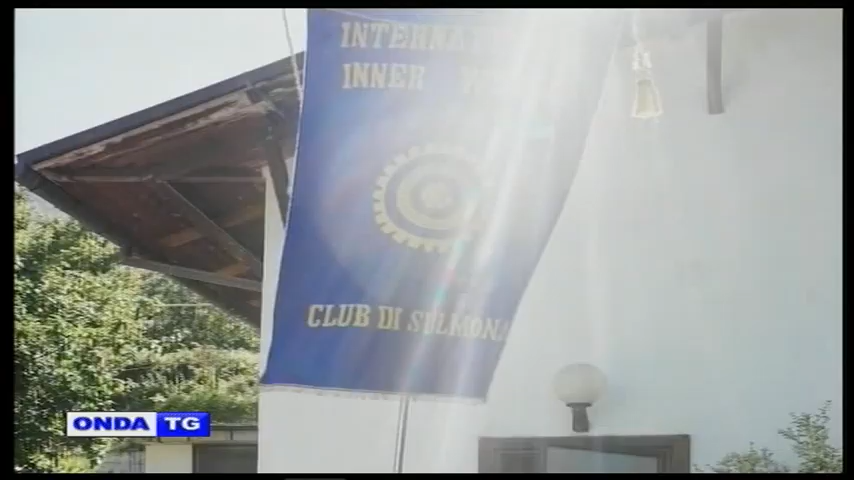 INTERNA
INNER
CLUB DI SULMONA
ONDA TG